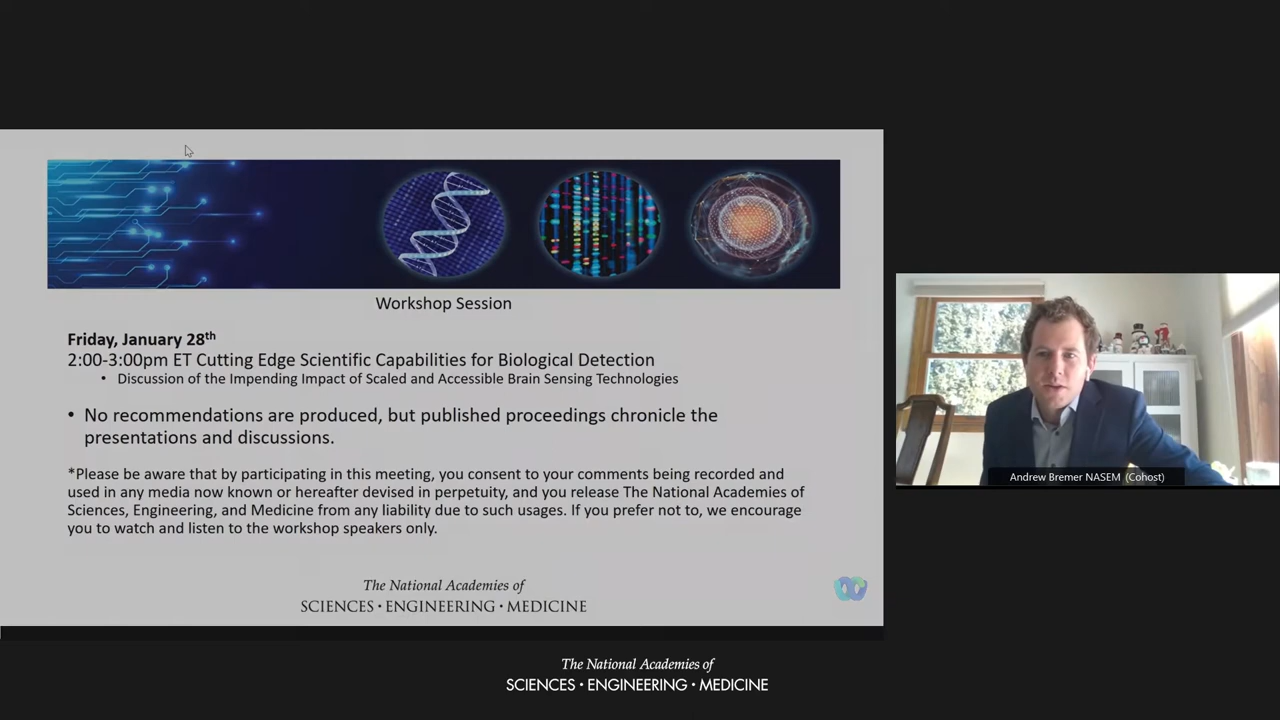 Workshop Session
Friday, January 28th
2:00-3:00pm ET Cutting Edge Scientific Capabilities for Biological Detection
• Discussion of the Impending Impact of Scaled and Accessible Brain Sensing Technologies
• No recommendations are produced, but published proceedings chronicle the
presentations and discussions.
*Please be aware that by participating in this meeting, you consent to your comments being recorded and
used in any media now known or hereafter devised in perpetuity, and you release The National Academies of
Sciences, Engineering, and Medicine from any liability due to such usages. If you prefer not to, we encourage
you to watch and listen to the workshop speakers only.
The National Academies of
SCIENCES • ENGINEERING • MEDICINE
Andrew Bremer NASEM (Cohost)
The National Academies of
SCIENCES • ENGINEERING • MEDICINE